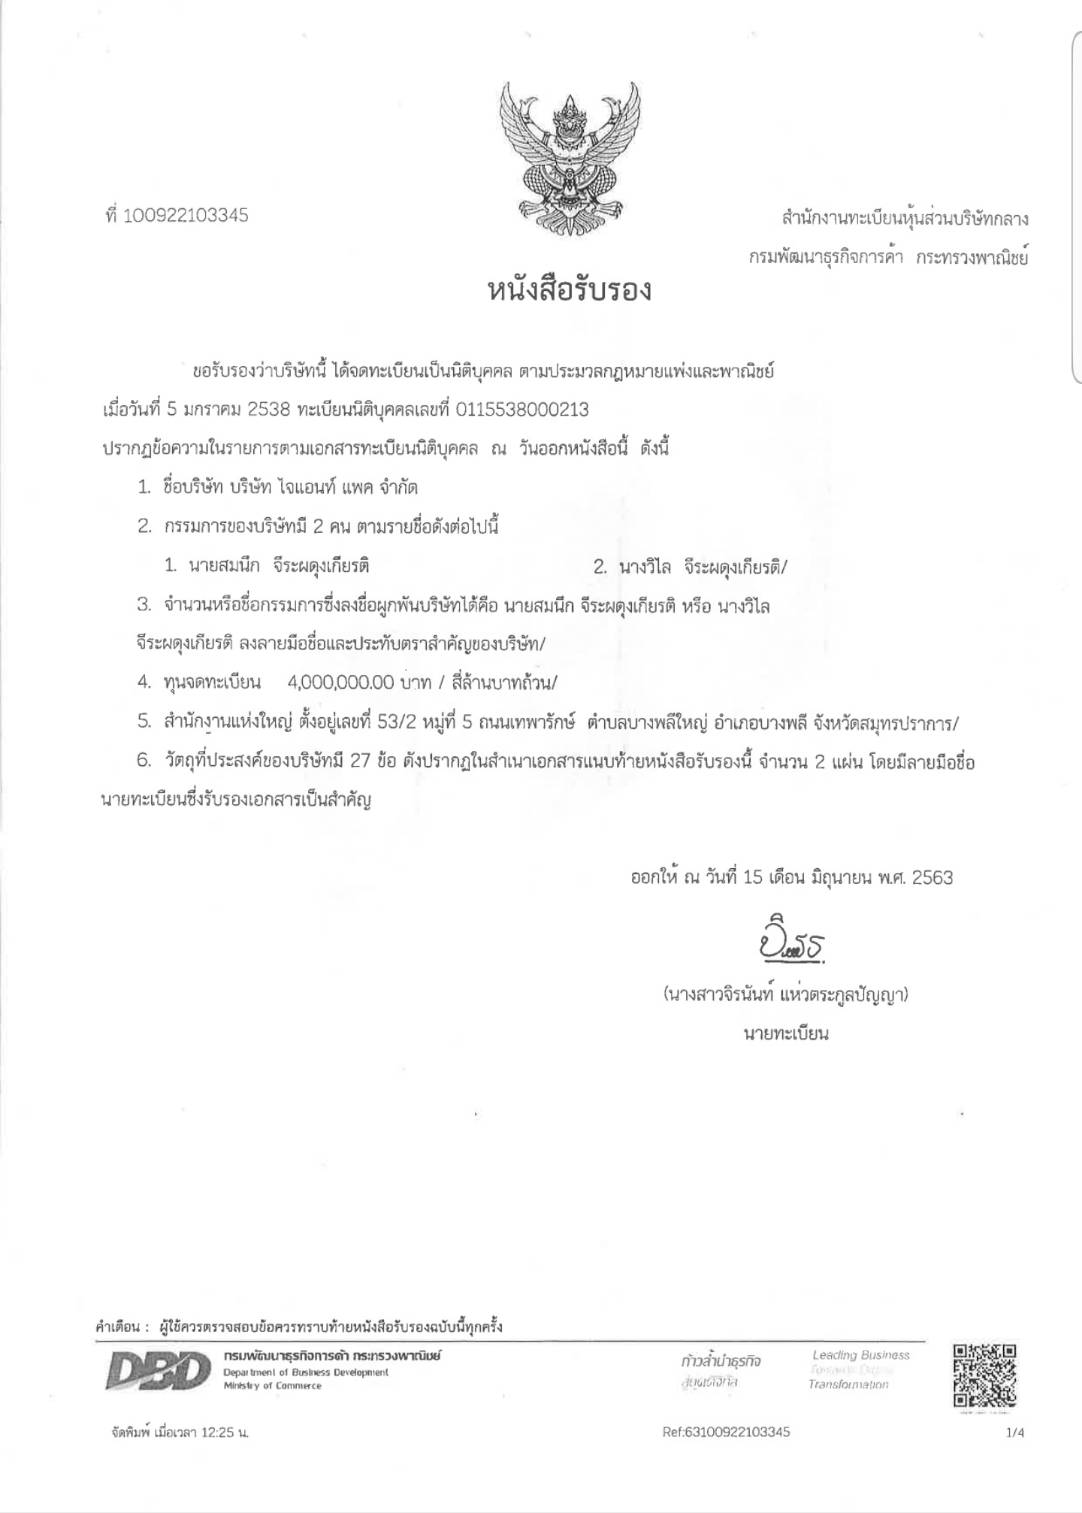 ที่ 100922103345
สำนักงานทะเบียนหุ้นส่วนบริษัทกลาง
กรมพัฒนาธุรกิจการค้า กระทรวงพาณิชย์
หนังสือรับรอง
ขอรับรองว่าบริษัทนี้ ได้จดทะเบียนเป็นนิติบุคคล ตามประมวลกฎหมายแพ่งและพาณิชย์
เมื่อวันที่ 5 มกราคม 2538 ทะเบียนนิติบุคคลเลขที่ 0115538000213
ปรากฏข้อความในรายการตามเอกสารทะเบียนนิติบุคคล ณ วันออกหนังสือนี้ ดังนี้
1. ชื่อบริษัท บริษัท ไจแอนท์ แพค จำกัด
2. กรรมการของบริษัทมี 2 คน ตามรายชื่อดังต่อไปนี้
1. นายสมนึก จีระผดุงเกียรติ 2. นางวิไล จีระผดุงเกียรติ/
3. จำนวนหรือชื่อกรรมการซึ่งลงชื่อผูกพันบริษัทได้คือ นายสมนึก จีระผดุงเกียรติ หรือ นางวิไล
จีระผดุงเกียรติ ลงลายมือชื่อและประทับตราสำคัญของบริษัท/
4. ทุนจดทะเบียน 4,000,000.00 บาท / สี่ล้านบาทถ้วน/
5. สำนักงานแห่งใหญ่ ตั้งอยู่เลขที่ 53/2 หมู่ที่ 5 ถนนเทพารักษ์ ตำบลบางพลีใหญ่ อำเภอบางพลี จังหวัดสมุทรปราการ/
6. วัตถุที่ประสงค์ของบริษัทมี 27 ข้อ ดังปรากฏในสำเนาเอกสารแนบท้ายหนังสือรับรองนี้ จำนวน 2 แผ่น โดยมีลายมือชื่อ
นายทะเบียนซึ่งรับรองเอกสารเป็นสำคัญ
ออกให้ ณ วันที่ 15 เดือน มิถุนายน พ.ศ. 2563
(นางสาวจิรนันท์ แห่วตระกูลปัญญา)
นายทะเบียน
คำเตือน : ผู้ใช้ควรตรวจสอบข้อควรทราบท้ายหนังสือรับรองฉบับนี้ทุกครั้ง
DBD
กรมพัฒนาธุรกิจการค้า กระทรวงพาณิชย์
Department of Business Development
Ministry of Commerce
ก้าวล้ำนำธุรกิจ
สู่ยุคดิจิทัล
Leading Business
Transformation
จัดพิมพ์ เมื่อเวลา 12:25 น.
Ref:63100922103345
1/4